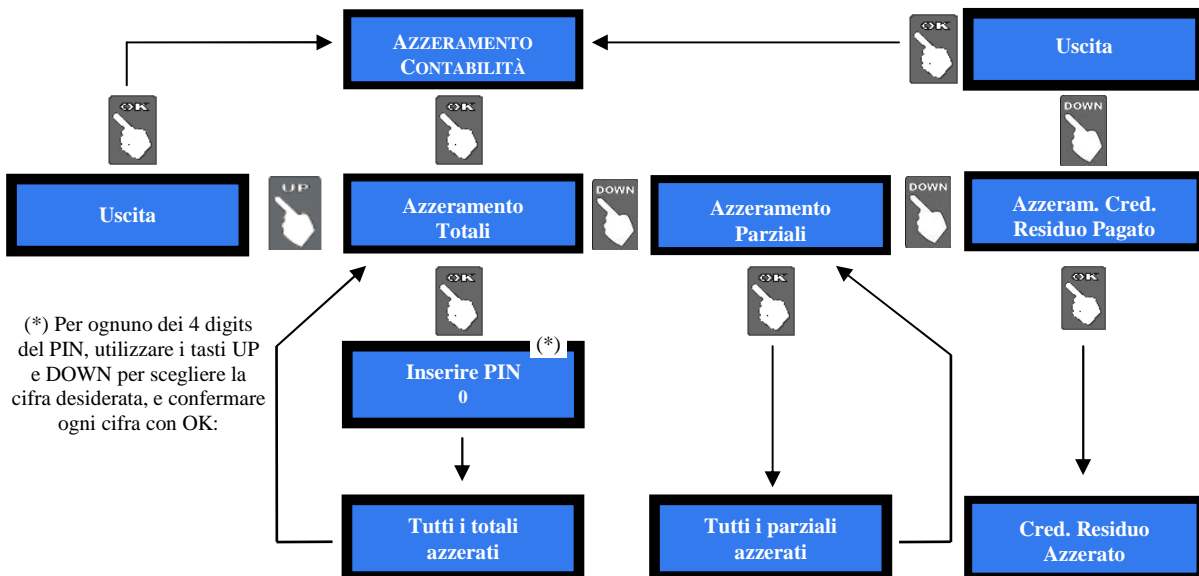 AZZERAMENTO
CONTABILITÀ
OK
Uscita
OK
OK
DOWN
Uscita
UP
Azzeramento
Totali
DOWN
Azzeramento
Parziali
DOWN
Azzeram. Cred.
Residuo Pagato
OK
OK
OK
(*) Per ognuno dei 4 digits
del PIN, utilizzare i tasti UP
e DOWN per scegliere la
cifra desiderata, e confermare
ogni cifra con OK:
(*)
Inserire PIN
0
Tutti i totali
azzerati
Tutti i parziali
azzerati
Cred. Residuo
Azzerato